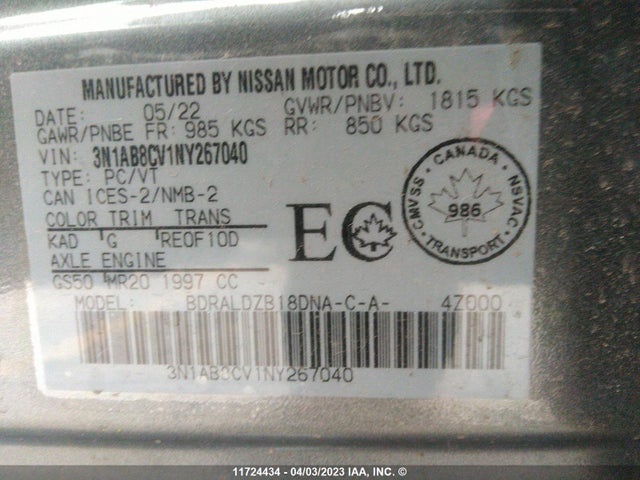 MANUFACTURED BY NISSAN MOTOR CO., LTD.
DATE: 05/22 GVWR/PNBV: 1815 KGS
GAWR/PNBE FR: 985 KGS RR: 850 KGS
VIN: 3N1AB8CV1NY267040
TYPE: PC/VT
CAN ICES-2/NMB-2
COLOR TRIM TRANS
KAD G RE0F10D
AXLE ENGINE
GS50 MR20 1997 CC
EC
CANADA
CMVSS 986 NSVAC
TRANSPORT
MODEL: BDRALDZB18DNA-C-A- 4Z000
3N1AB8CV1NY267040
11724434 - 04/03/2023 IAA, INC. ©